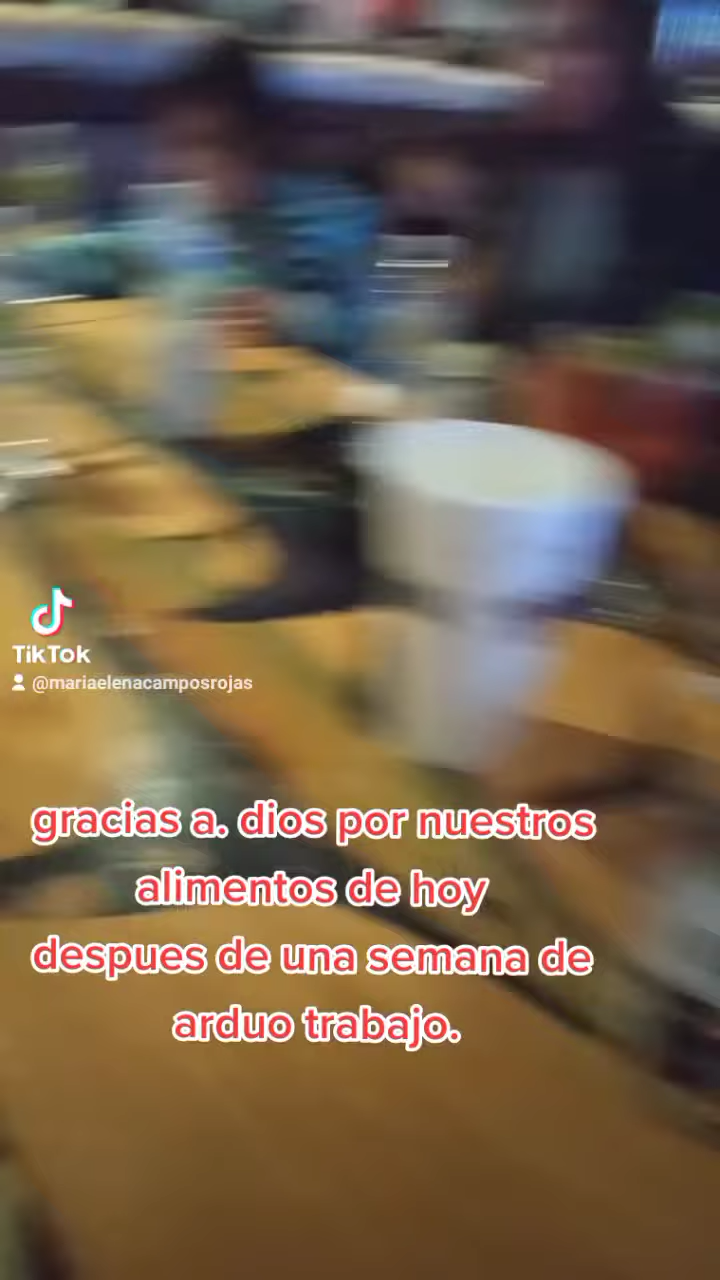 TikTok
@mariaelenacamposrojas
gracias a. dios por nuestros
alimentos de hoy
despues de una semana de
arduo trabajo.